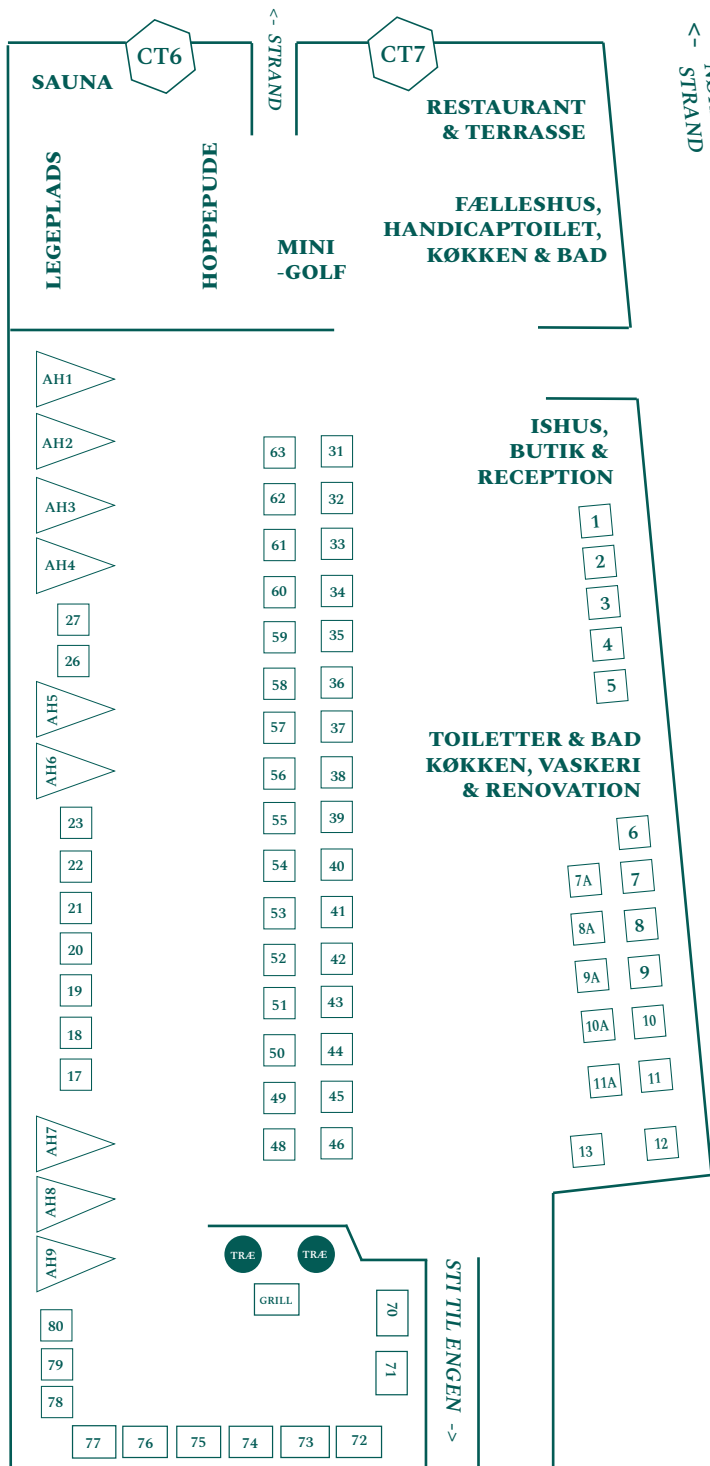 CT6
<- STRAND
CT7
<- STRAND
SAUNA
RESTAURANT
& TERRASSE
LEGEPLADS
HOPPEPUDE
FÆLLESHUS,
HANDICAPTOILET,
KØKKEN & BAD
MINI
-GOLF
AH1
AH2
AH3
AH4
27
26
AH5
AH6
23
22
21
20
19
18
17
AH7
AH8
AH9
80
79
78
63
62
61
60
59
58
57
56
55
54
53
52
51
50
49
48
31
32
33
34
35
36
37
38
39
40
41
42
43
44
45
46
ISHUS,
BUTIK &
RECEPTION
1
2
3
4
5
TOILETTER & BAD
KØKKEN, VASKERI
& RENOVATION
6
7A
7
8A
8
9A
9
10A
10
11A
11
13
12
TRÆ
TRÆ
GRILL
70
71
STI TIL ENGEN ->
77
76
75
74
73
72